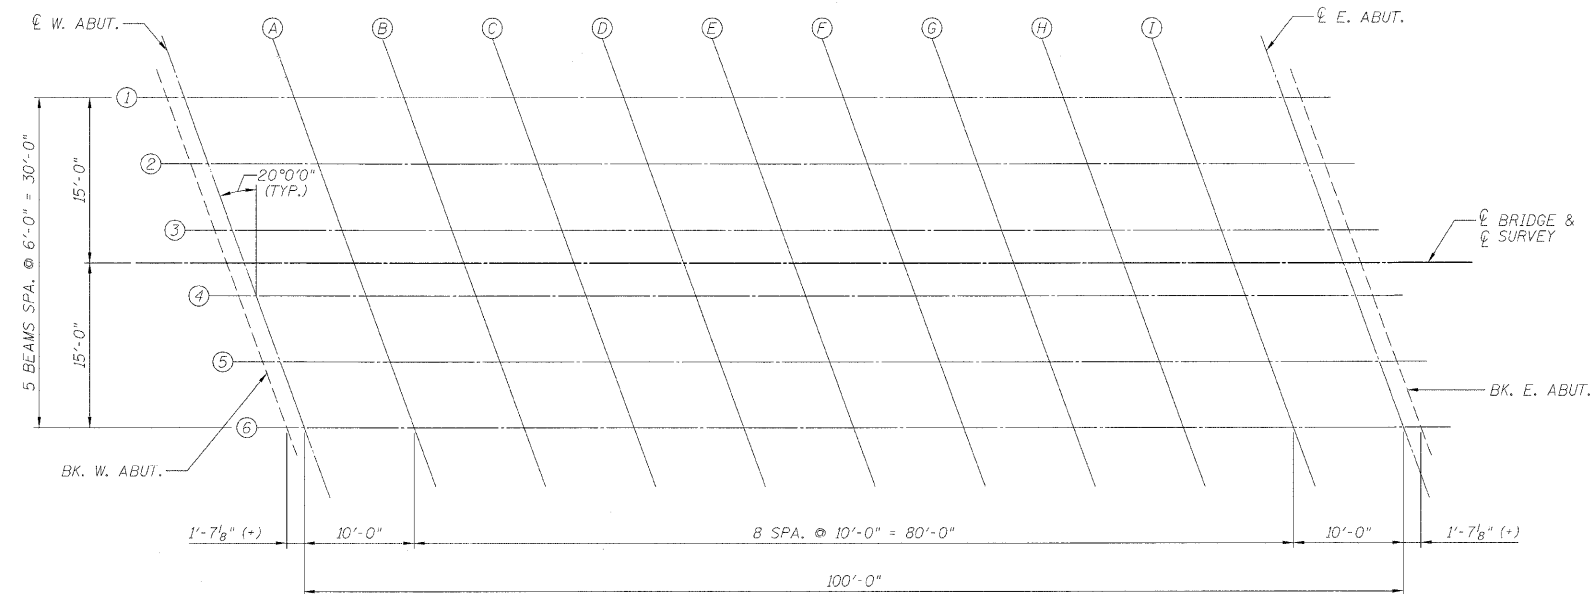 ℄ W. ABUT.
A B C D E F G H I
℄ E. ABUT.
1
2
3
4
5
6
5 BEAMS SPA. @ 6'-0" = 30'-0"
15'-0"
15'-0"
20°0'0"
(TYP.)
℄ BRIDGE &
℄ SURVEY
BK. E. ABUT.
BK. W. ABUT.
1'-7⅛" (+)
10'-0"
8 SPA. @ 10'-0" = 80'-0"
10'-0"
1'-7⅛" (+)
100'-0"